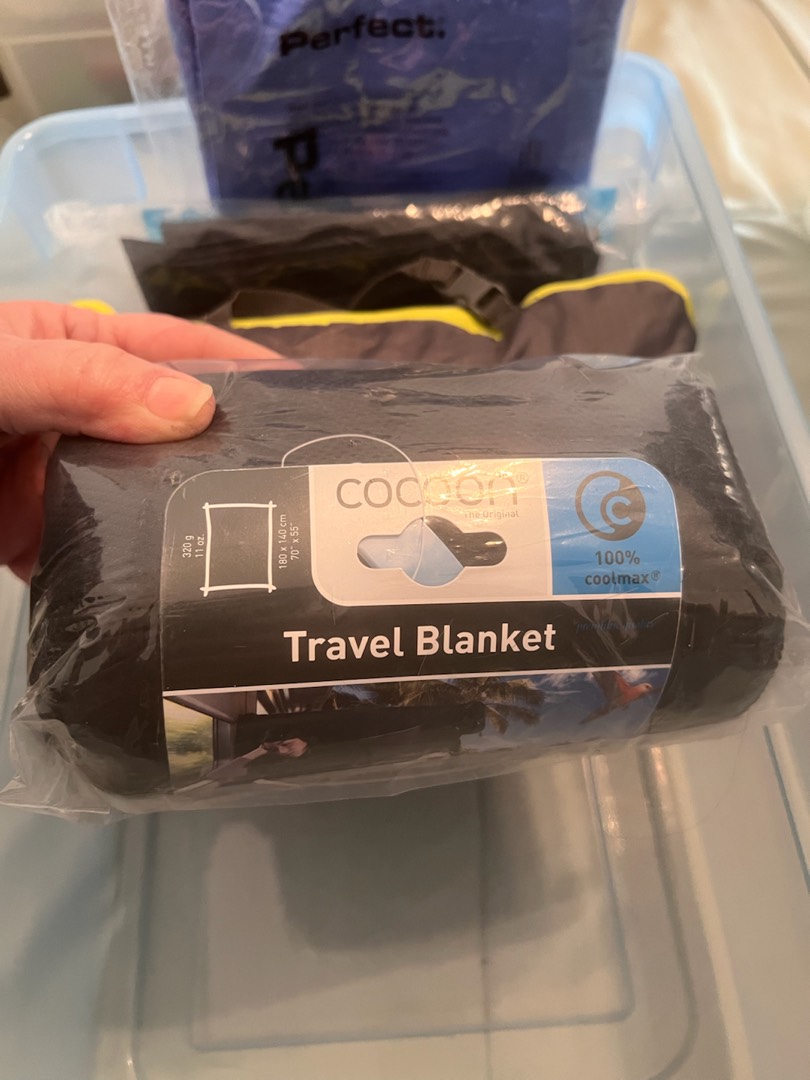 Perfect.
320 g
11 oz.
180 x 140 cm
70" x 55"
cocoon®
The Original
C
100%
coolmax®
Travel Blanket